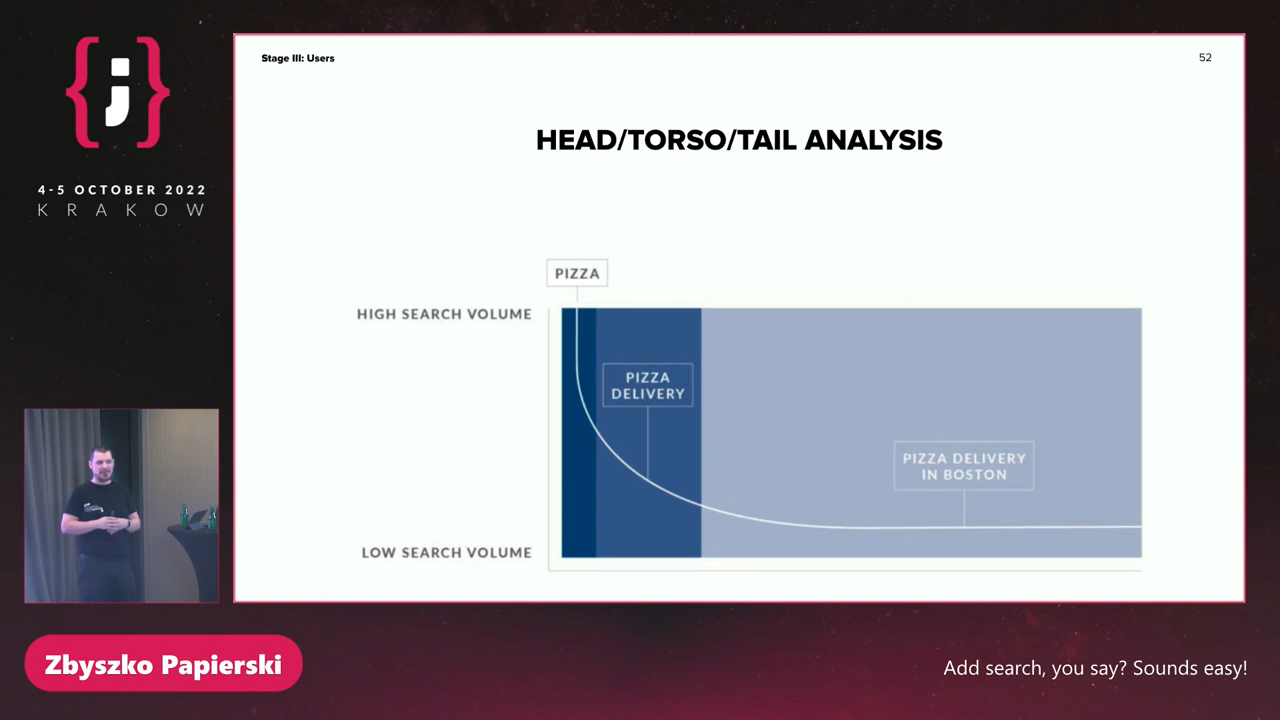 {;}
4-5 OCTOBER 2022
KRAKOW
Stage III: Users
52
HEAD/TORSO/TAIL ANALYSIS
PIZZA
HIGH SEARCH VOLUME
PIZZA
DELIVERY
PIZZA DELIVERY
IN BOSTON
LOW SEARCH VOLUME
Zbyszko Papierski
Add search, you say? Sounds easy!